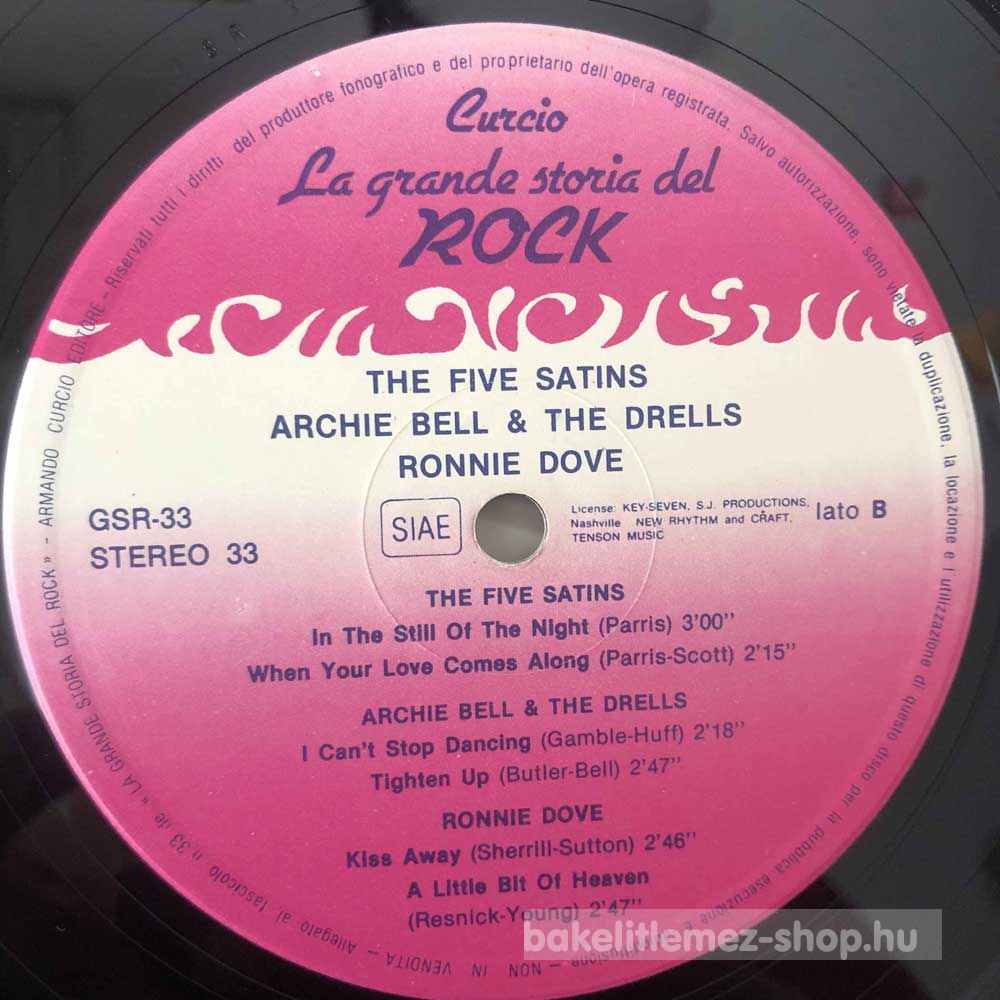 Curcio
La grande storia del
ROCK
THE FIVE SATINS
ARCHIE BELL & THE DRELLS
RONNIE DOVE
GSR-33
STEREO 33
SIAE
License: KEY-SEVEN, S.J. PRODUCTIONS,
Nashville NEW RHYTHM and CRAFT,
TENSON MUSIC
lato B
THE FIVE SATINS
In The Still Of The Night (Parris) 3'00"
When Your Love Comes Along (Parris-Scott) 2'15"
ARCHIE BELL & THE DRELLS
I Can't Stop Dancing (Gamble-Huff) 2'18"
Tighten Up (Butler-Bell) 2'47"
RONNIE DOVE
Kiss Away (Sherrill-Sutton) 2'46"
A Little Bit Of Heaven
(Resnick-Young) 2'47"
NON IN VENDITA - Allegato al fascicolo n. 33 de « LA GRANDE STORIA DEL ROCK » - ARMANDO CURCIO EDITORE - Riservati tutti i diritti del produttore fonografico e del proprietario dell'opera registrata. Salvo autorizzazione, sono vietate la duplicazione, la locazione e l'utilizzazione di questo disco per la pubblica esecuzione e
bakelitlemez-shop.hu